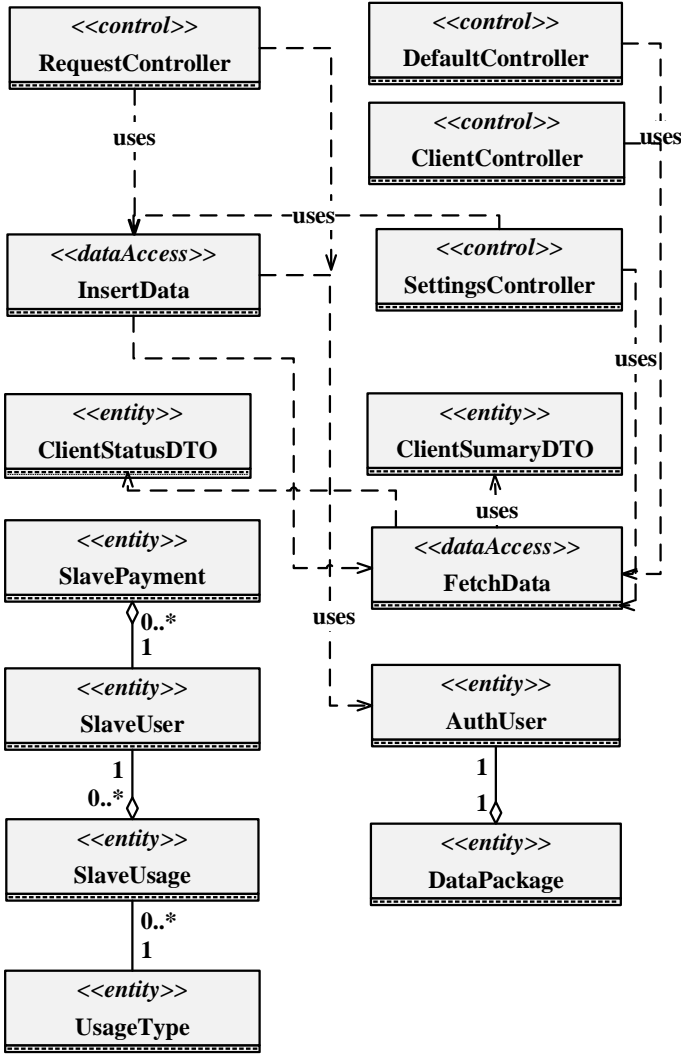 <<control>>
RequestController
<<control>>
DefaultController
uses
<<control>>
ClientController
uses
uses
<<dataAccess>>
InsertData
<<control>>
SettingsController
uses
<<entity>>
ClientStatusDTO
<<entity>>
ClientSumaryDTO
uses
<<entity>>
SlavePayment
<<dataAccess>>
FetchData
0..*
1
uses
<<entity>>
SlaveUser
<<entity>>
AuthUser
1
0..*
1
1
<<entity>>
SlaveUsage
<<entity>>
DataPackage
0..*
1
<<entity>>
UsageType